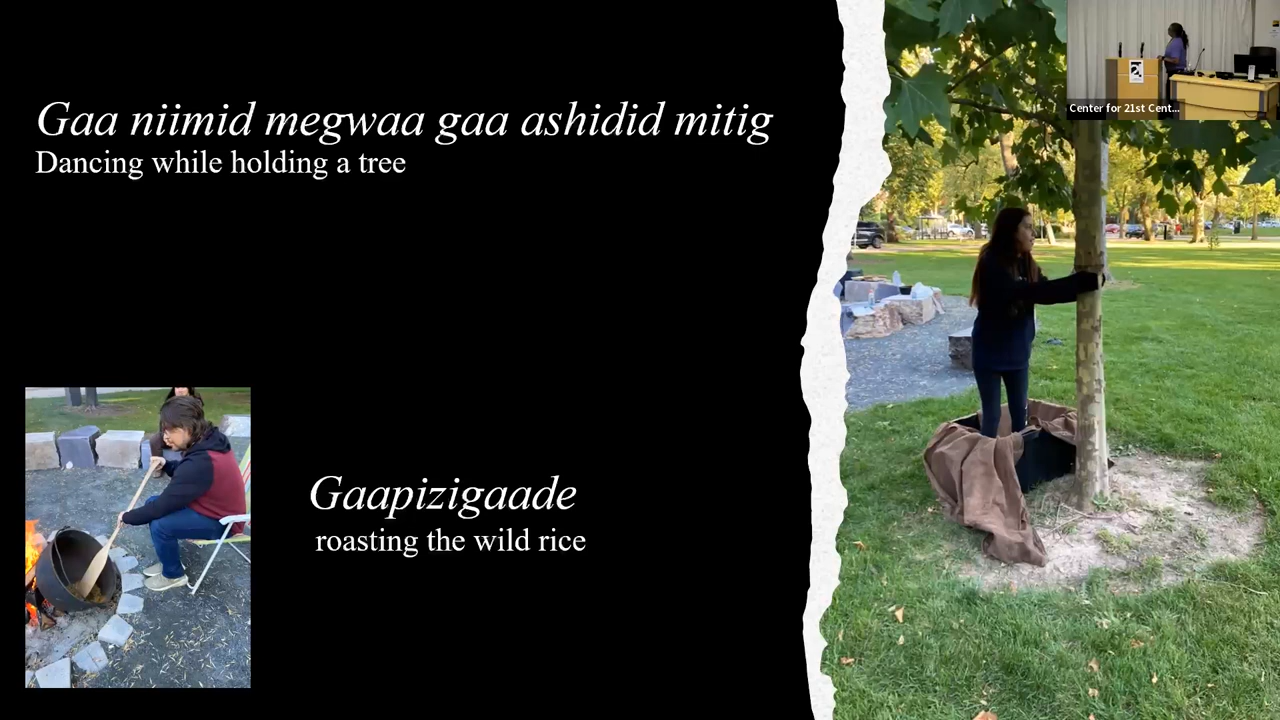 Gaa niimid megwaa gaa ashidid mitig
Dancing while holding a tree
Center for 21st Cent...
Gaapizigaade
roasting the wild rice